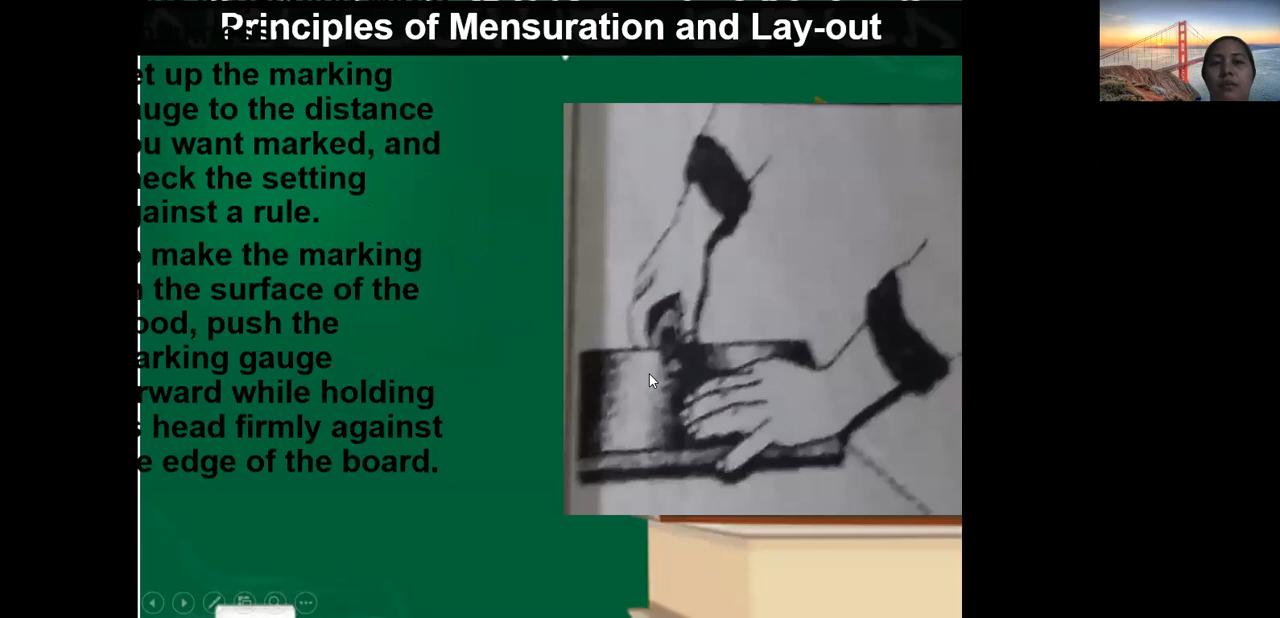 Principles of Mensuration and Lay-out
et up the marking
uge to the distance
u want marked, and
eck the setting
ainst a rule.
make the marking
the surface of the
ood, push the
arking gauge
rward while holding
head firmly against
e edge of the board.